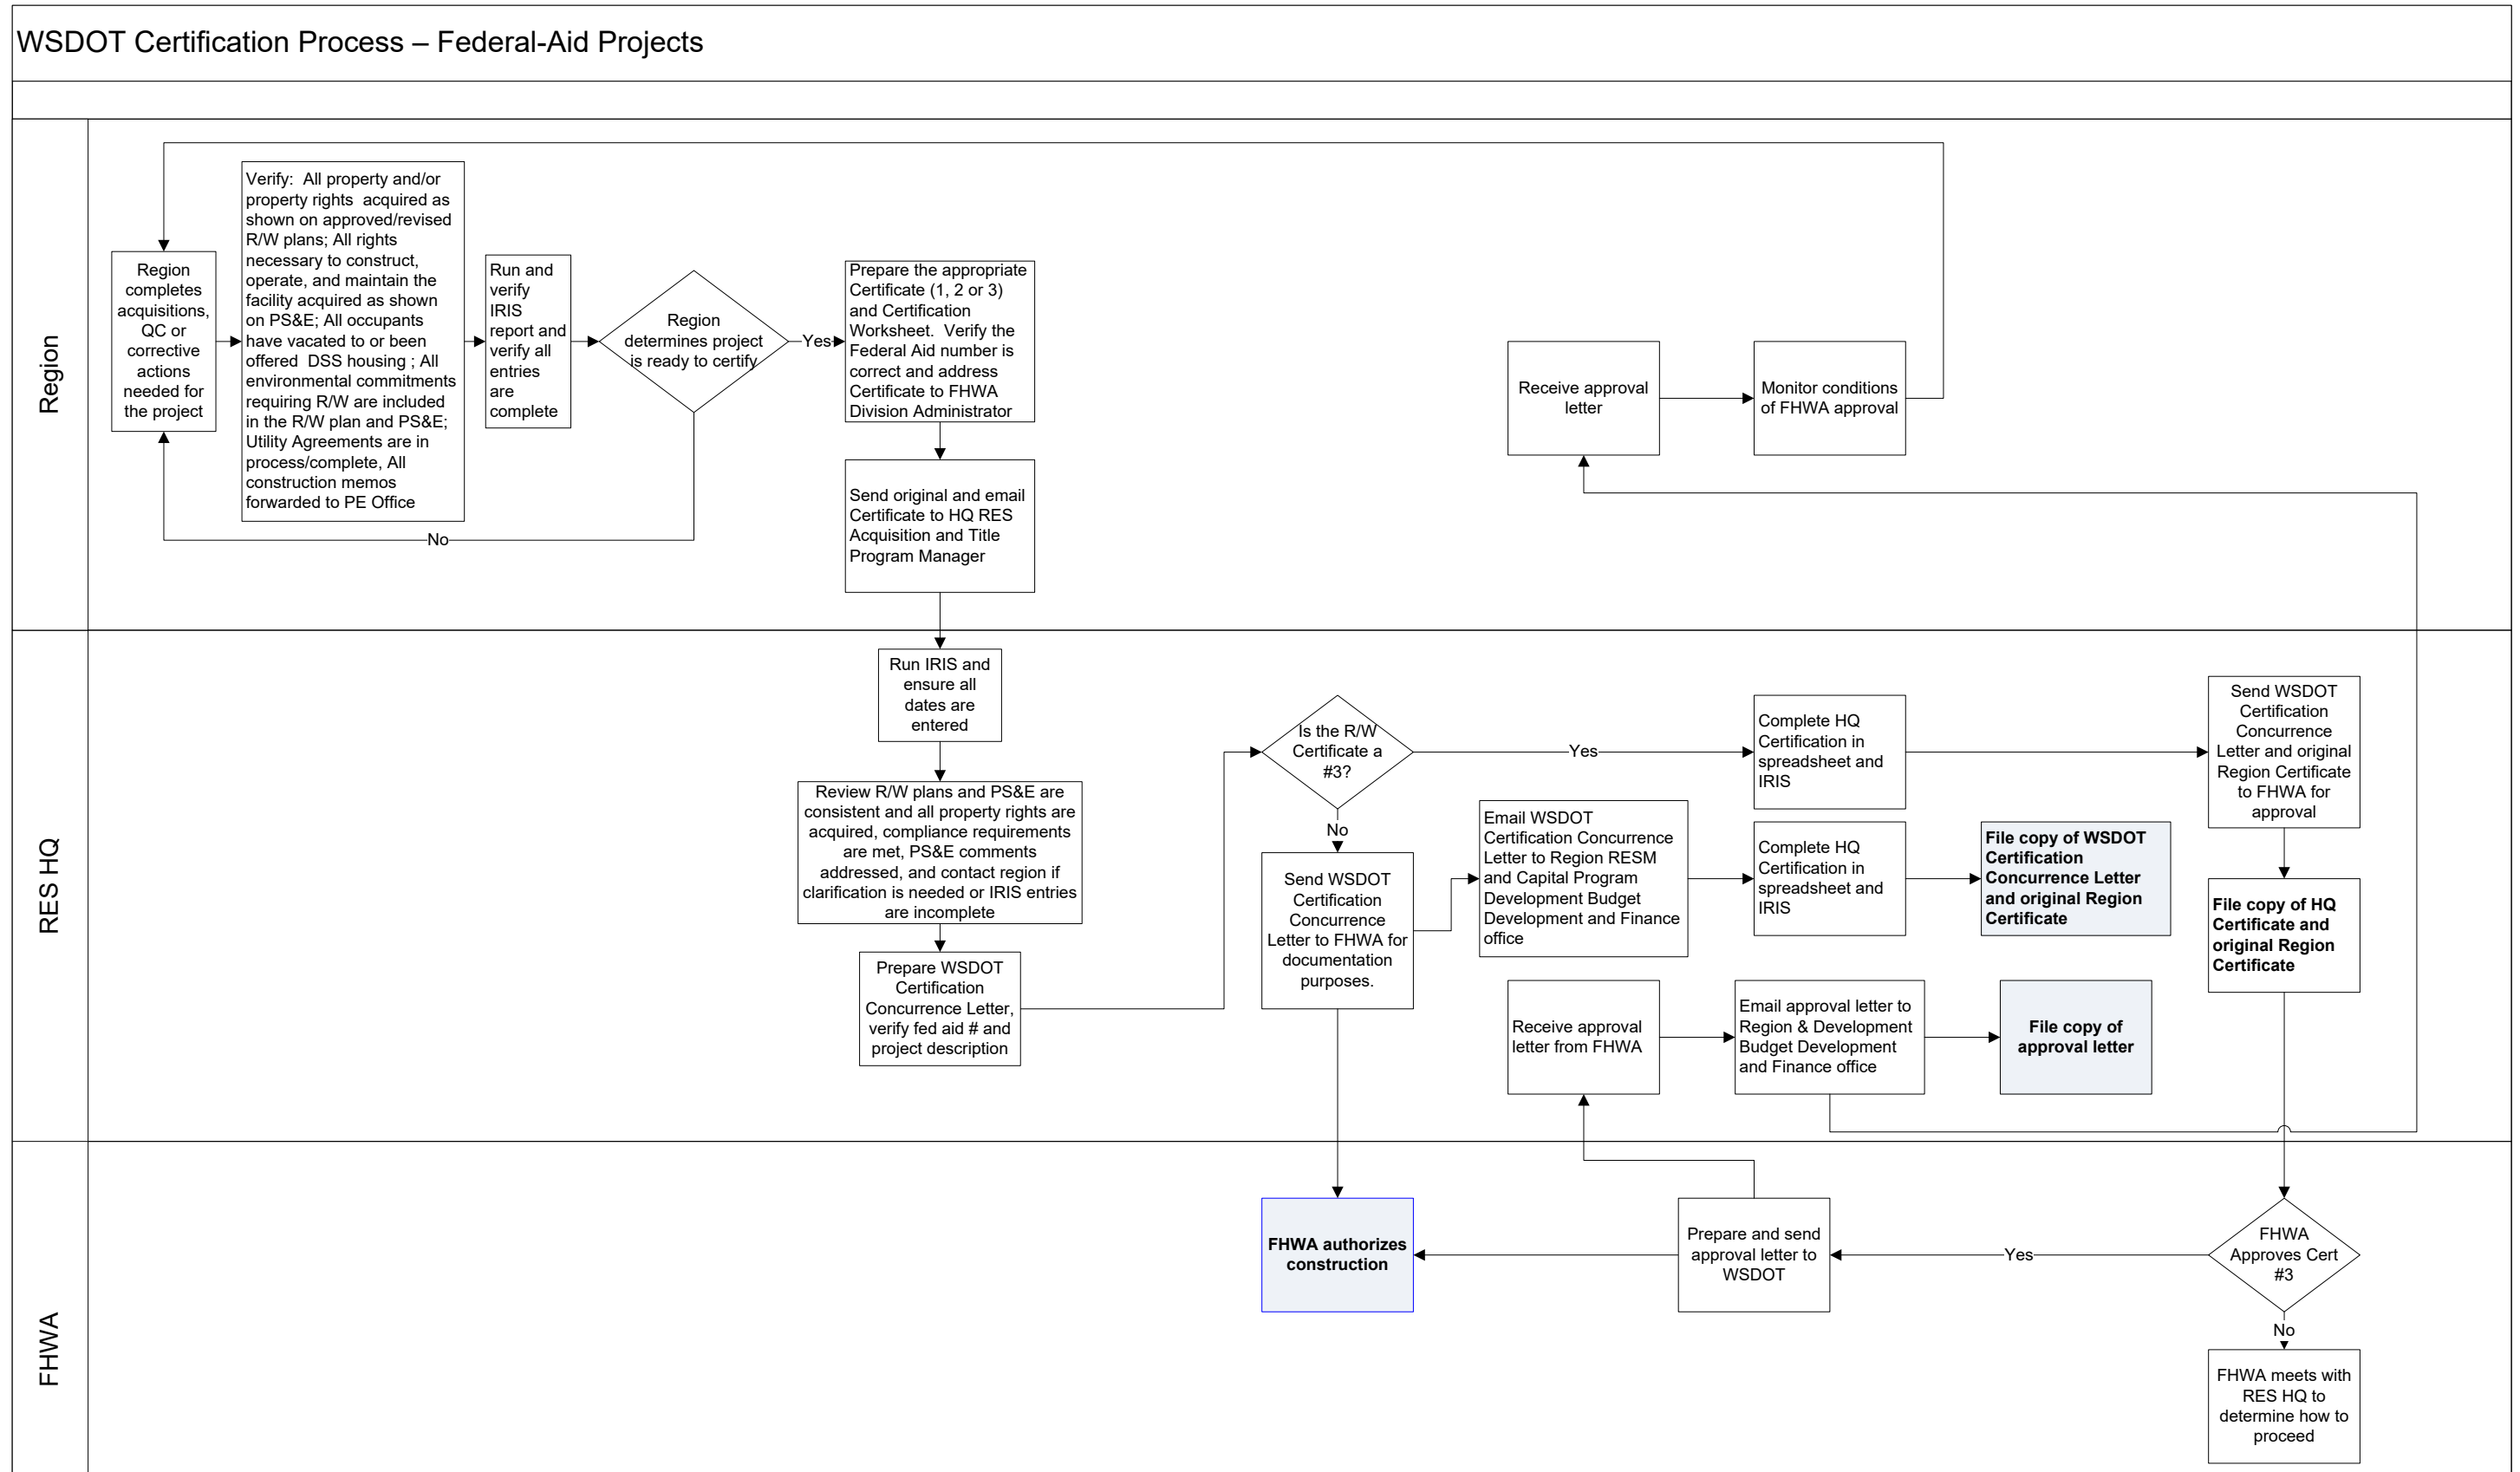 WSDOT Certification Process – Federal-Aid Projects
Region
Region
completes
acquisitions,
QC or
corrective
actions
needed for
the project
Verify:  All property and/or
property rights  acquired as
shown on approved/revised
R/W plans; All rights
necessary to construct,
operate, and maintain the
facility acquired as shown
on PS&E; All occupants
have vacated to or been
offered  DSS housing ; All
environmental commitments
requiring R/W are included
in the R/W plan and PS&E;
Utility Agreements are in
process/complete, All
construction memos
forwarded to PE Office
Run and
verify
IRIS
report and
verify all
entries
are
complete
Region
determines project
is ready to certify
Yes
No
Prepare the appropriate
Certificate (1, 2 or 3)
and Certification
Worksheet.  Verify the
Federal Aid number is
correct and address
Certificate to FHWA
Division Administrator
Send original and email
Certificate to HQ RES
Acquisition and Title
Program Manager
Receive approval
letter
Monitor conditions
of FHWA approval
RES HQ
Run IRIS and
ensure all
dates are
entered
Review R/W plans and PS&E are
consistent and all property rights are
acquired, compliance requirements
are met, PS&E comments
addressed, and contact region if
clarification is needed or IRIS entries
are incomplete
Prepare WSDOT
Certification
Concurrence Letter,
verify fed aid # and
project description
Is the R/W
Certificate a
#3?
Yes
No
Complete HQ
Certification in
spreadsheet and
IRIS
Send WSDOT
Certification
Concurrence
Letter and original
Region Certificate
to FHWA for
approval
Send WSDOT
Certification
Concurrence
Letter to FHWA for
documentation
purposes.
Email WSDOT
Certification Concurrence
Letter to Region RESM
and Capital Program
Development Budget
Development and Finance
office
Complete HQ
Certification in
spreadsheet and
IRIS
File copy of WSDOT
Certification
Concurrence Letter
and original Region
Certificate
File copy of HQ
Certificate and
original Region
Certificate
Receive approval
letter from FHWA
Email approval letter to
Region & Development
Budget Development
and Finance office
File copy of
approval letter
FHWA
FHWA authorizes
construction
Prepare and send
approval letter to
WSDOT
Yes
FHWA
Approves Cert
#3
No
FHWA meets with
RES HQ to
determine how to
proceed